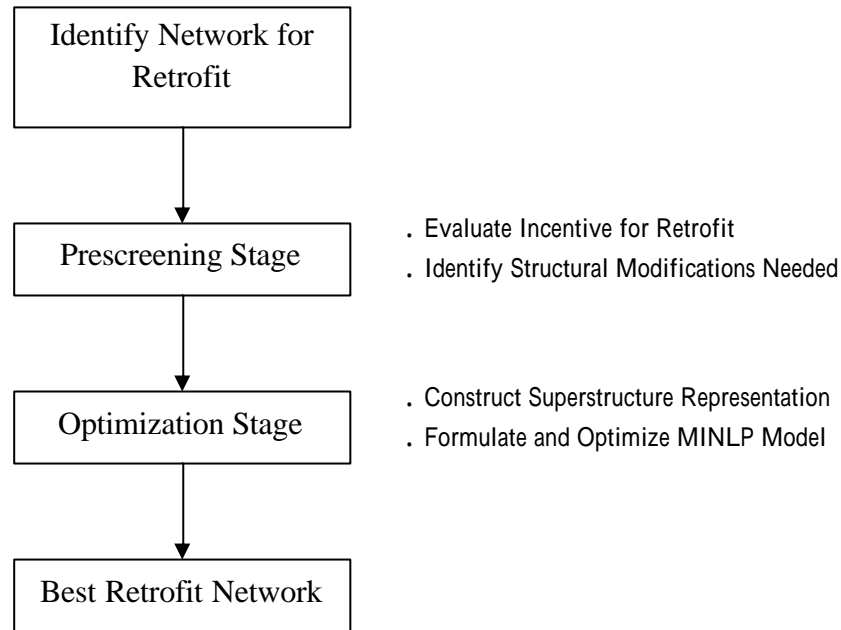 Identify Network for
Retrofit
Prescreening Stage
. Evaluate Incentive for Retrofit
. Identify Structural Modifications Needed
Optimization Stage
. Construct Superstructure Representation
. Formulate and Optimize MINLP Model
Best Retrofit Network